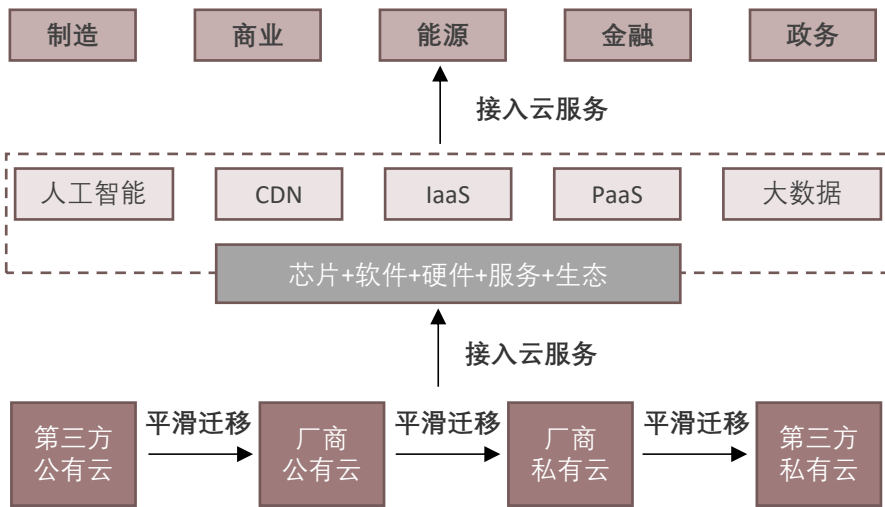 制造
商业
能源
金融
政务
接入云服务
人工智能
CDN
IaaS
PaaS
大数据
芯片+软件+硬件+服务+生态
接入云服务
第三方
公有云
平滑迁移
厂商
公有云
平滑迁移
厂商
私有云
平滑迁移
第三方
私有云